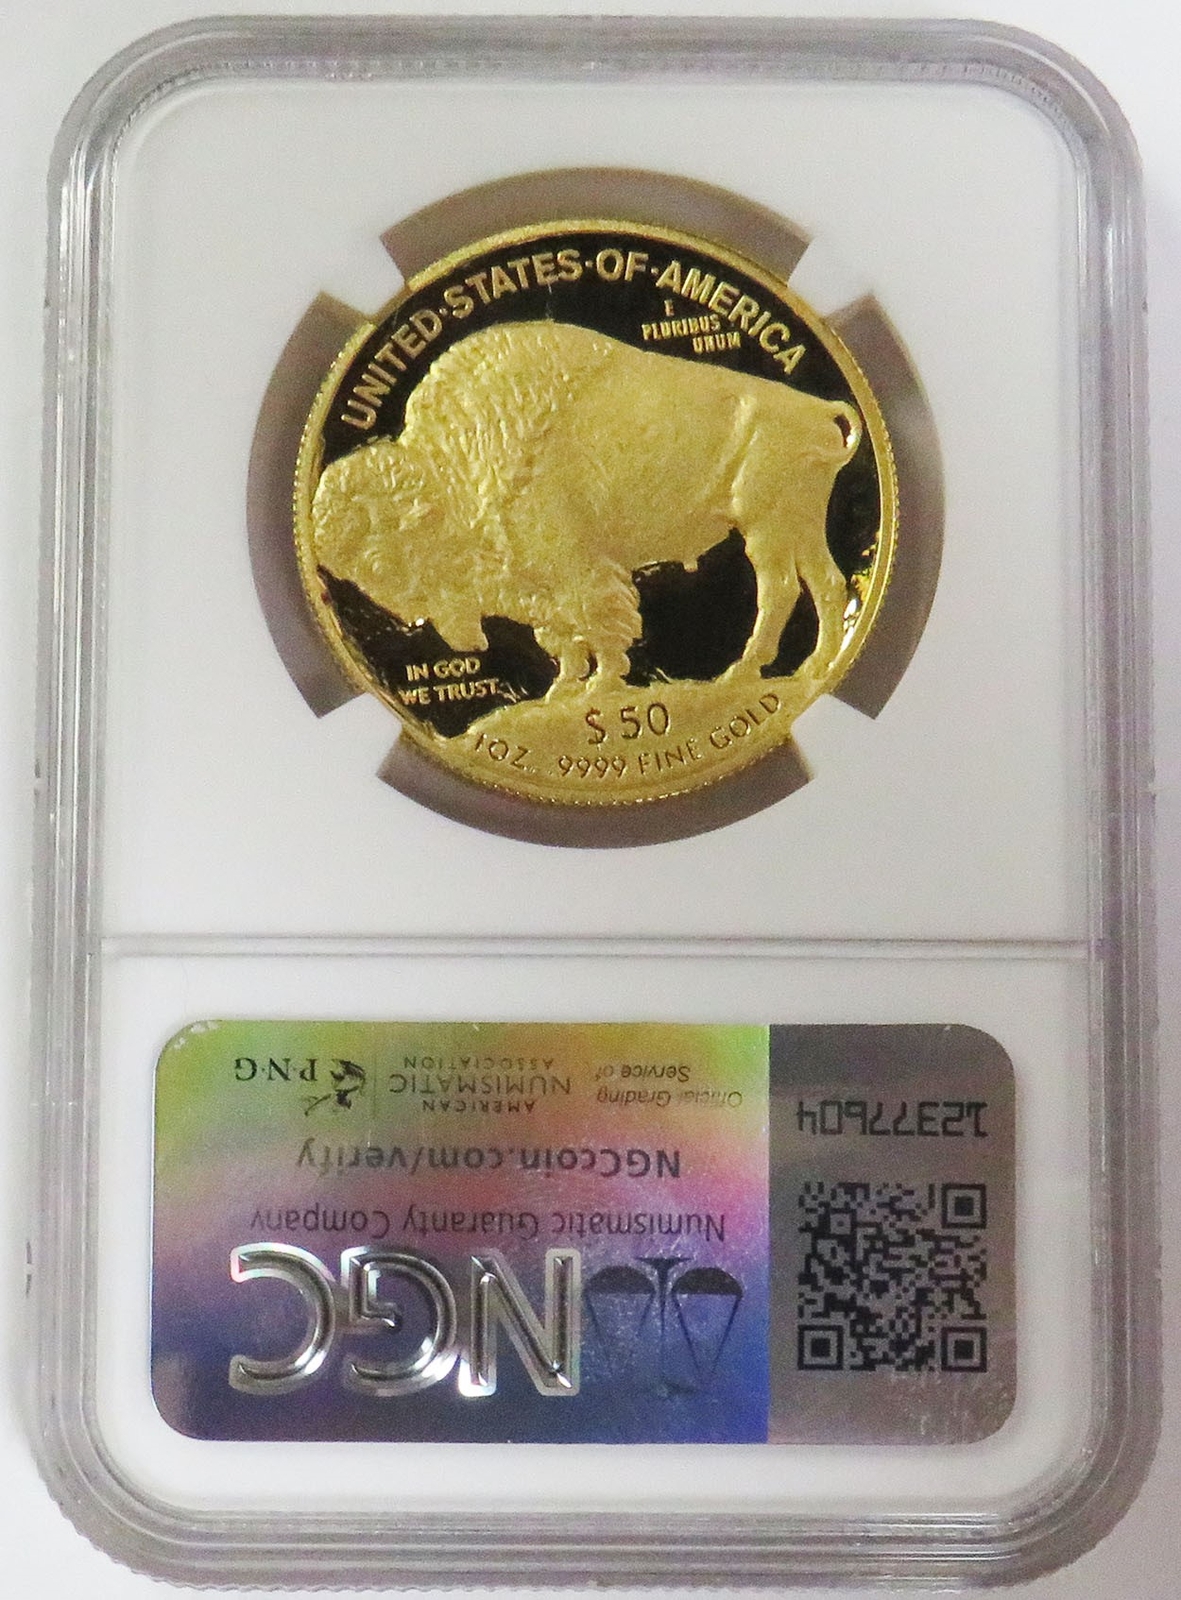 UNITED·STATES·OF·AMERICA
E
PLURIBUS
UNUM
IN GOD
WE TRUST
$50
1 OZ. .9999 FINE GOLD
NGC
Numismatic Guaranty Company
NGCcoin.com/verify
Official Grading
Service of
AMERICAN
NUMISMATIC
ASSOCIATION
P·N·G
12377604